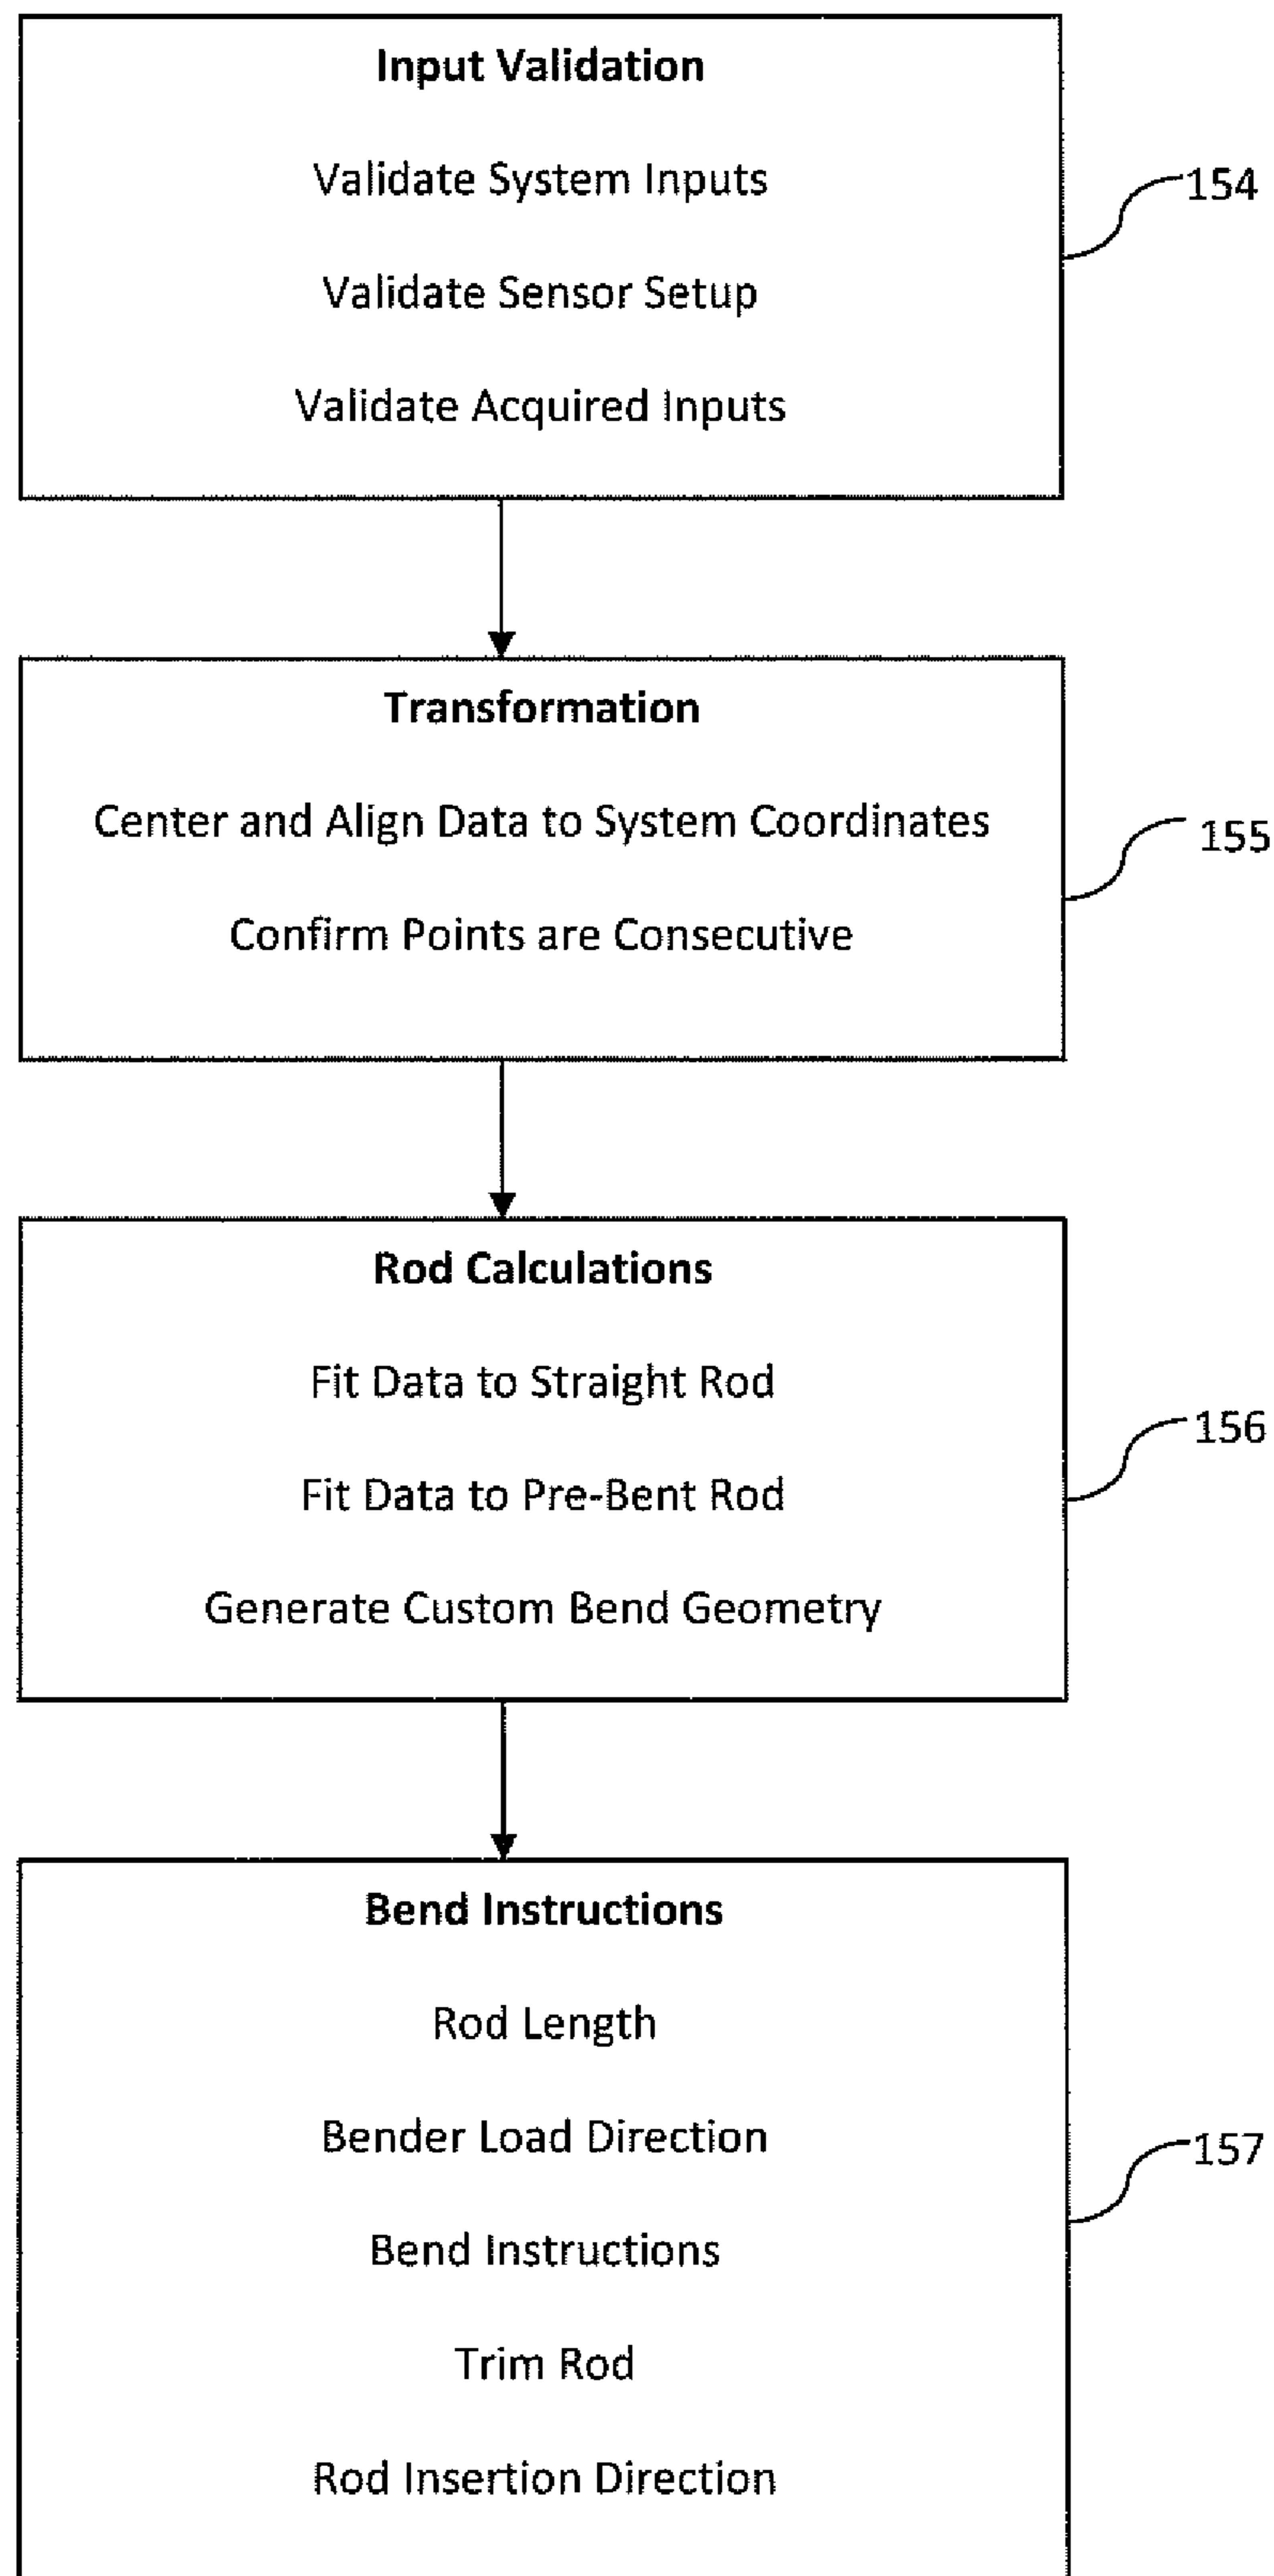 Input Validation
Validate System Inputs
Validate Sensor Setup
Validate Acquired Inputs
154
Transformation
Center and Align Data to System Coordinates
Confirm Points are Consecutive
155
Rod Calculations
Fit Data to Straight Rod
Fit Data to Pre-Bent Rod
Generate Custom Bend Geometry
156
Bend Instructions
Rod Length
Bender Load Direction
Bend Instructions
Trim Rod
Rod Insertion Direction
157